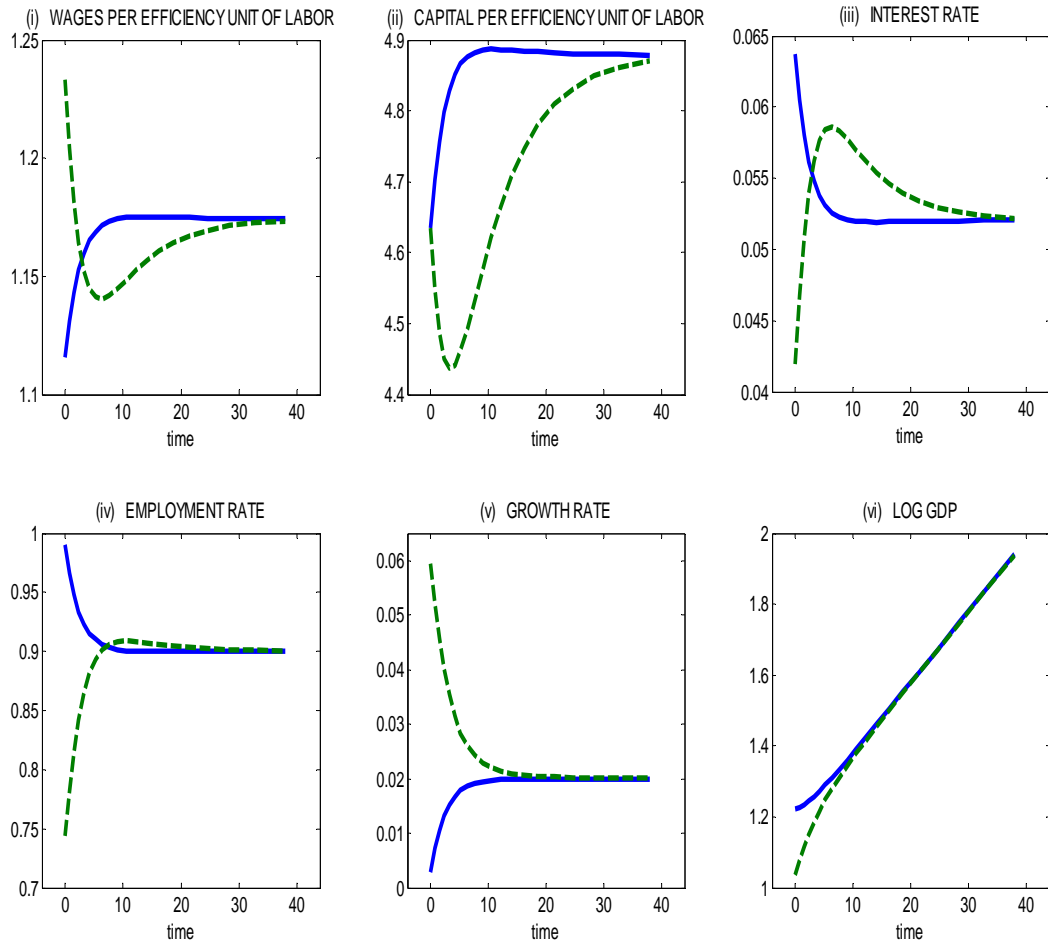 (i) WAGES PER EFFICIENCY UNIT OF LABOR
1.25
1.2
1.15
1.1
0 10 20 30 40
time
(ii) CAPITAL PER EFFICIENCY UNIT OF LABOR
4.9
4.8
4.7
4.6
4.5
4.4
0 10 20 30 40
time
(iii) INTEREST RATE
0.065
0.06
0.055
0.05
0.045
0.04
0 10 20 30 40
time
(iv) EMPLOYMENT RATE
1
0.95
0.9
0.85
0.8
0.75
0.7
0 10 20 30 40
time
(v) GROWTH RATE
0.06
0.05
0.04
0.03
0.020
0.01
0
0 10 20 30 40
time
(vi) LOG GDP
2
1.8
1.6
1.4
1.2
1
0 10 20 30 40
time